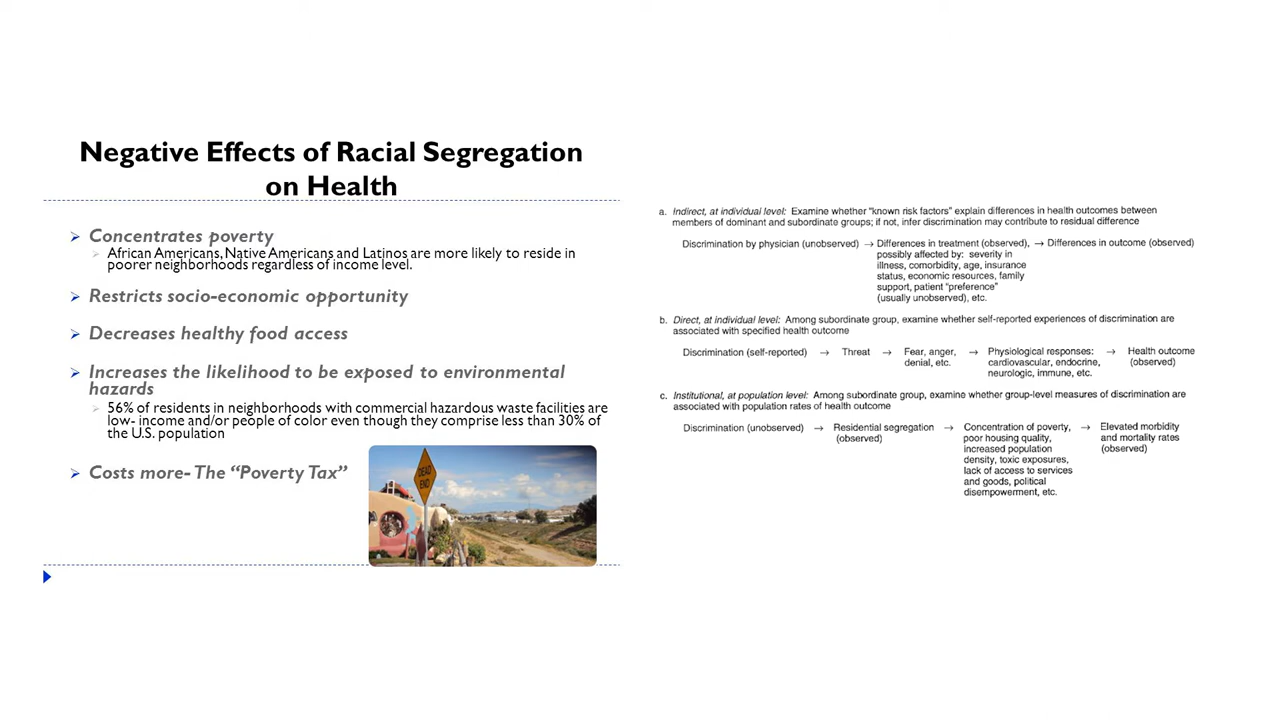 Negative Effects of Racial Segregation
on Health
Concentrates poverty
African Americans, Native Americans and Latinos are more likely to reside in
poorer neighborhoods regardless of income level.
Restricts socio-economic opportunity
Decreases healthy food access
Increases the likelihood to be exposed to environmental
hazards
56% of residents in neighborhoods with commercial hazardous waste facilities are
low- income and/or people of color even though they comprise less than 30% of
the U.S. population
Costs more- The “Poverty Tax”
DEAD
END
a. Indirect, at individual level: Examine whether “known risk factors” explain differences in health outcomes between
members of dominant and subordinate groups; if not, infer discrimination may contribute to residual difference
Discrimination by physician (unobserved) → Differences in treatment (observed), → Differences in outcome (observed)
possibly affected by: severity in
illness, comorbidity, age, insurance
status, economic resources, family
support, patient “preference”
(usually unobserved), etc.
b. Direct, at individual level: Among subordinate group, examine whether self-reported experiences of discrimination are
associated with specified health outcome
Discrimination (self-reported) → Threat → Fear, anger, → Physiological responses: → Health outcome
denial, etc. cardiovascular, endocrine, (observed)
neurologic, immune, etc.
c. Institutional, at population level: Among subordinate group, examine whether group-level measures of discrimination are
associated with population rates of health outcome
Discrimination (unobserved) → Residential segregation → Concentration of poverty, → Elevated morbidity
(observed) poor housing quality, and mortality rates
increased population (observed)
density, toxic exposures,
lack of access to services
and goods, political
disempowerment, etc.